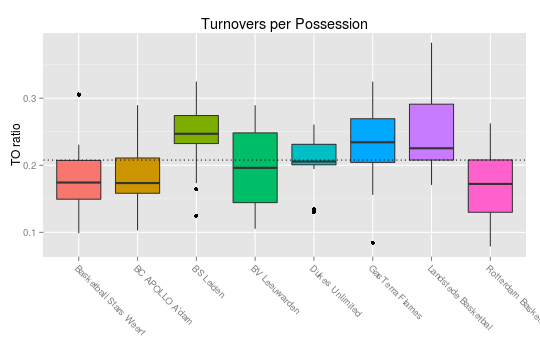 Turnovers per Possession
TO ratio
0.3
0.2
0.1
Basketball Stars Weert
BC APOLLO A'dam
BS Leiden
BV Leeuwarden
Dukes Unlimited
GasTerra Flames
Landstede Basketbal
Rotterdam Baske